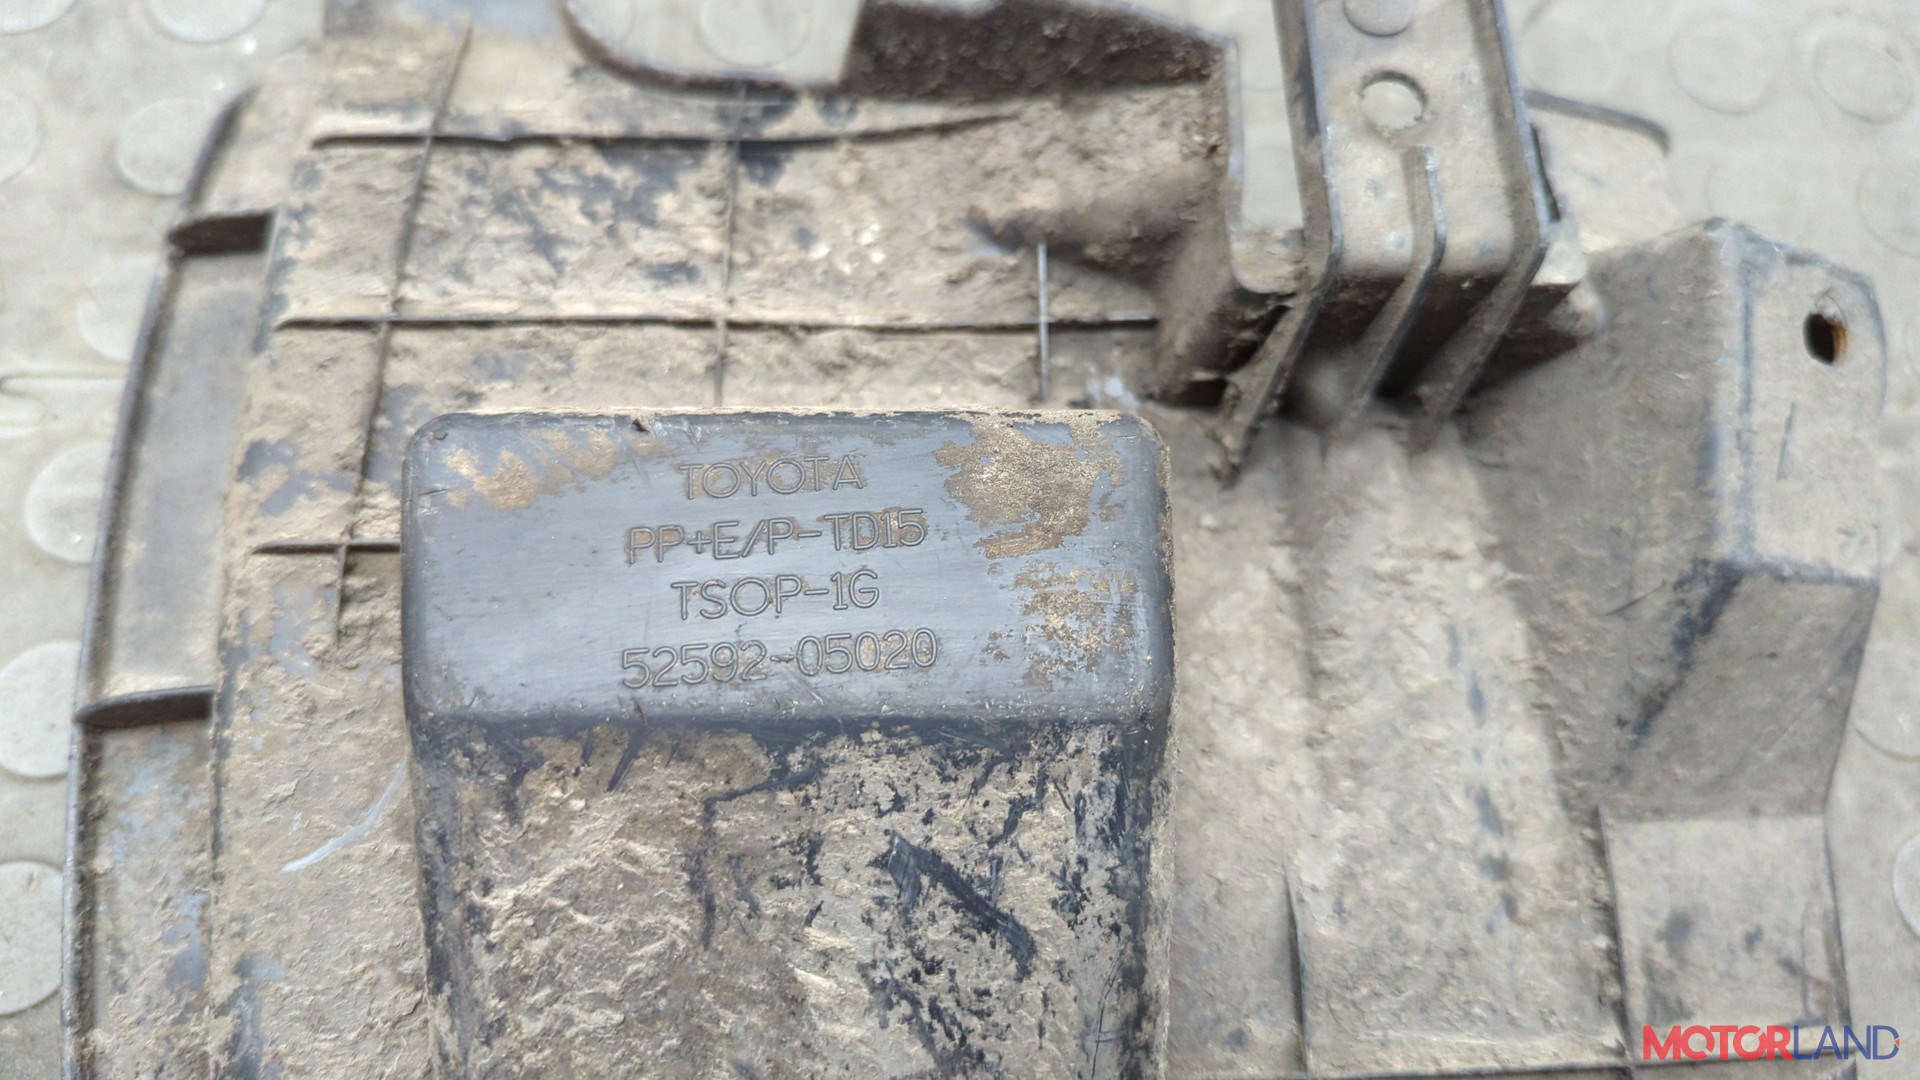 TOYOTA
PP+E/P-TD15
TSOP-1G
52592-05020
MOTORLAND